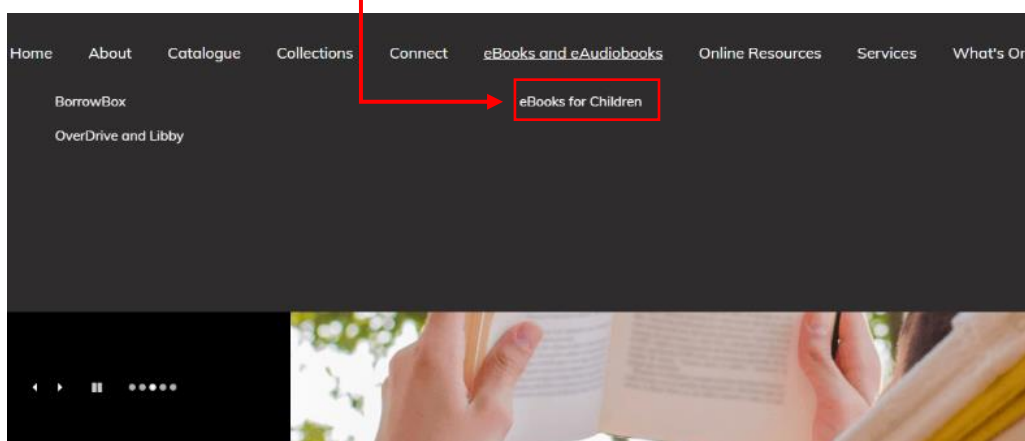 Home About Catalogue Collections Connect eBooks and eAudiobooks Online Resources Services What's On
BorrowBox eBooks for Children
OverDrive and Libby